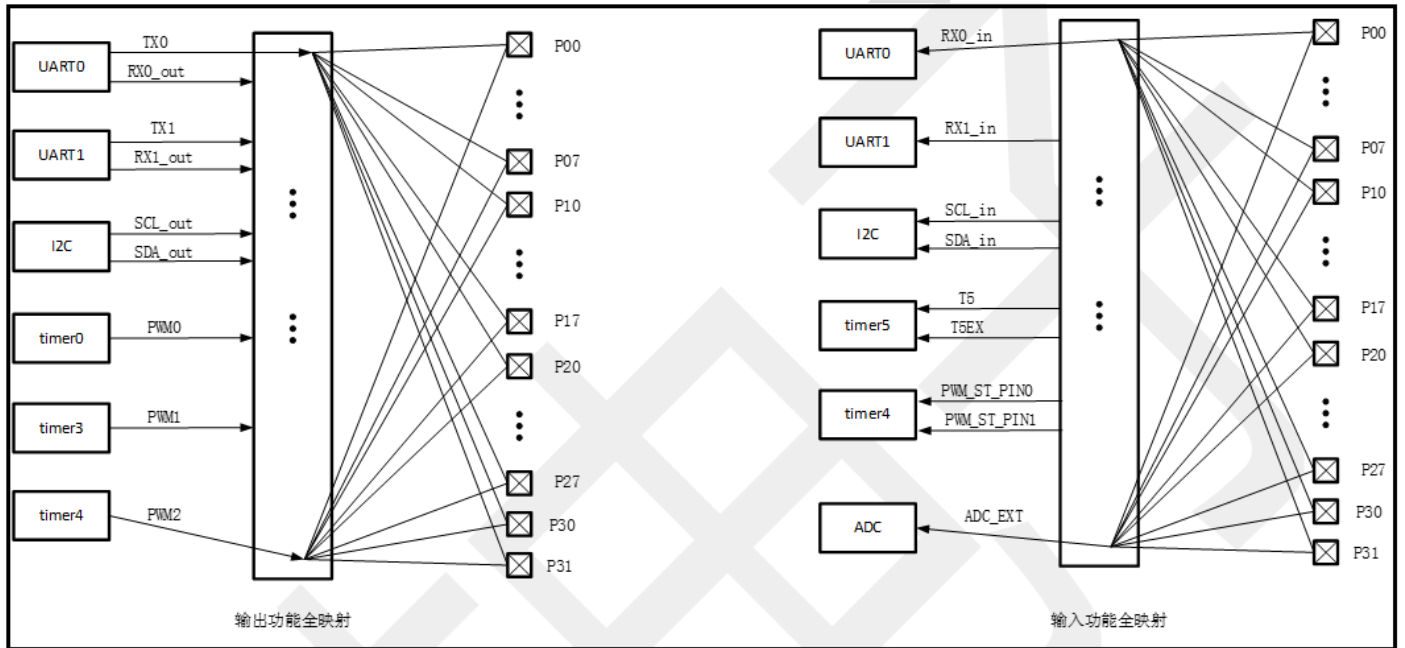 UART0
TX0
RX0_out
UART1
TX1
RX1_out
I2C
SCL_out
SDA_out
timer0
PWM0
timer3
PWM1
timer4
PWM2
P00
P07
P10
P17
P20
P27
P30
P31
输出功能全映射
UART0
RX0_in
UART1
RX1_in
I2C
SCL_in
SDA_in
timer5
T5
T5EX
timer4
PWM_ST_PIN0
PWM_ST_PIN1
ADC
ADC_EXT
P00
P07
P10
P17
P20
P27
P30
P31
输入功能全映射